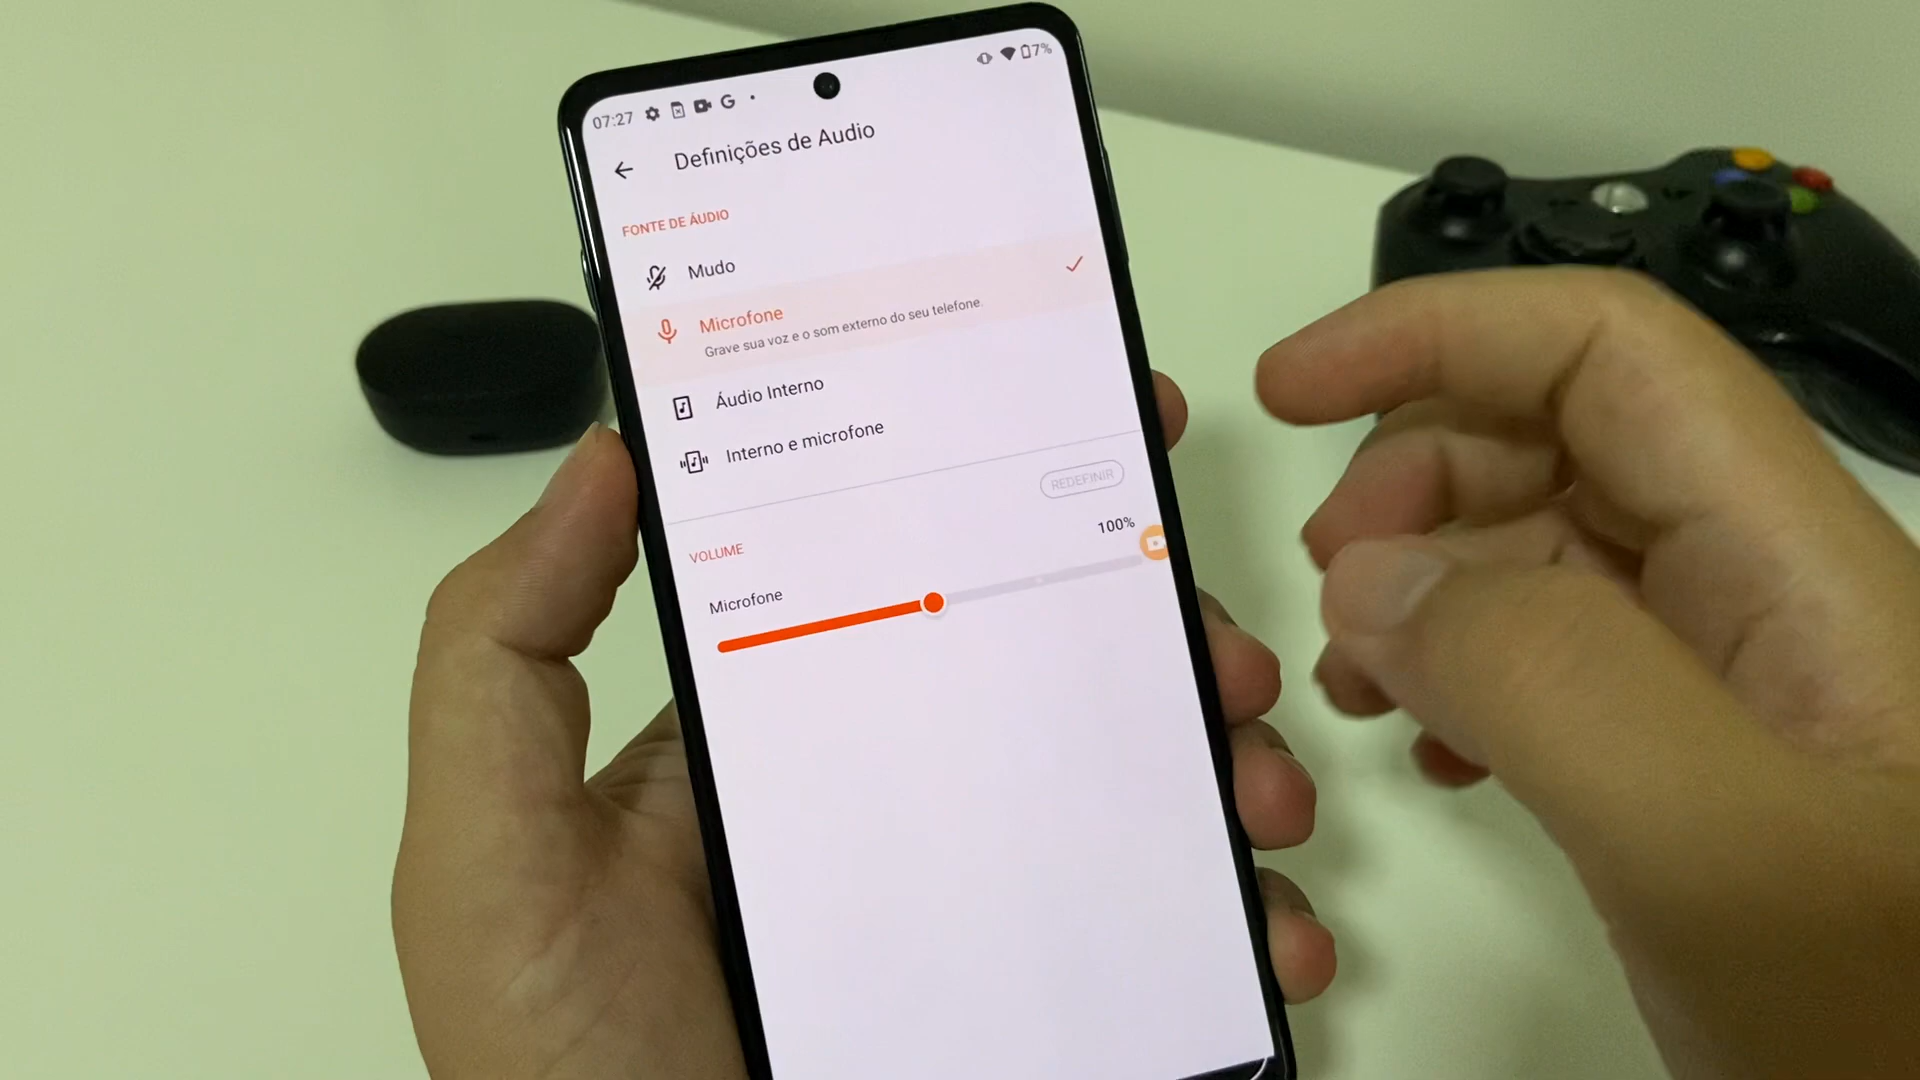 07:27 G 7%
Definições de Audio
FONTE DE ÁUDIO
Mudo
Microfone
Grave sua voz e o som externo do seu telefone.
Áudio Interno
Interno e microfone
REDEFINIR
VOLUME
100%
Microfone